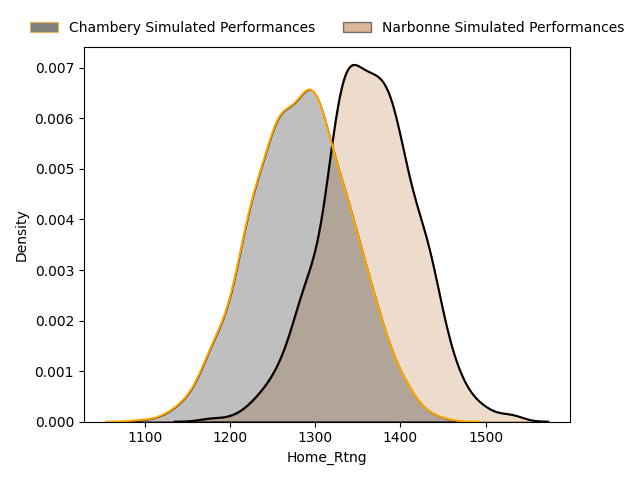 Chambery Simulated Performances Narbonne Simulated Performances
0.007
0.006
0.005
0.004
0.003
0.002
0.001
0.000
Density
1100 1200 1300 1400 1500
Home_Rtng